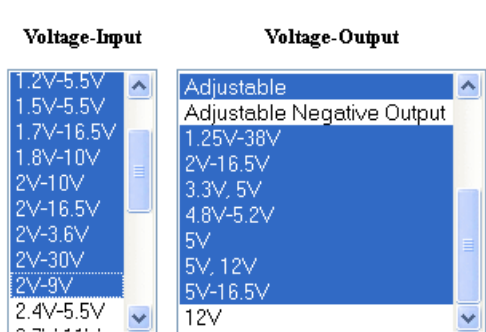 Voltage-Input
Voltage-Output
1.2V-5.5V
1.5V-5.5V
1.7V-16.5V
1.8V-10V
2V-10V
2V-16.5V
2V-3.6V
2V-30V
2V-9V
2.4V-5.5V
Adjustable
Adjustable Negative Output
1.25V-38V
2V-16.5V
3.3V, 5V
4.8V-5.2V
5V
5V, 12V
5V-16.5V
12V